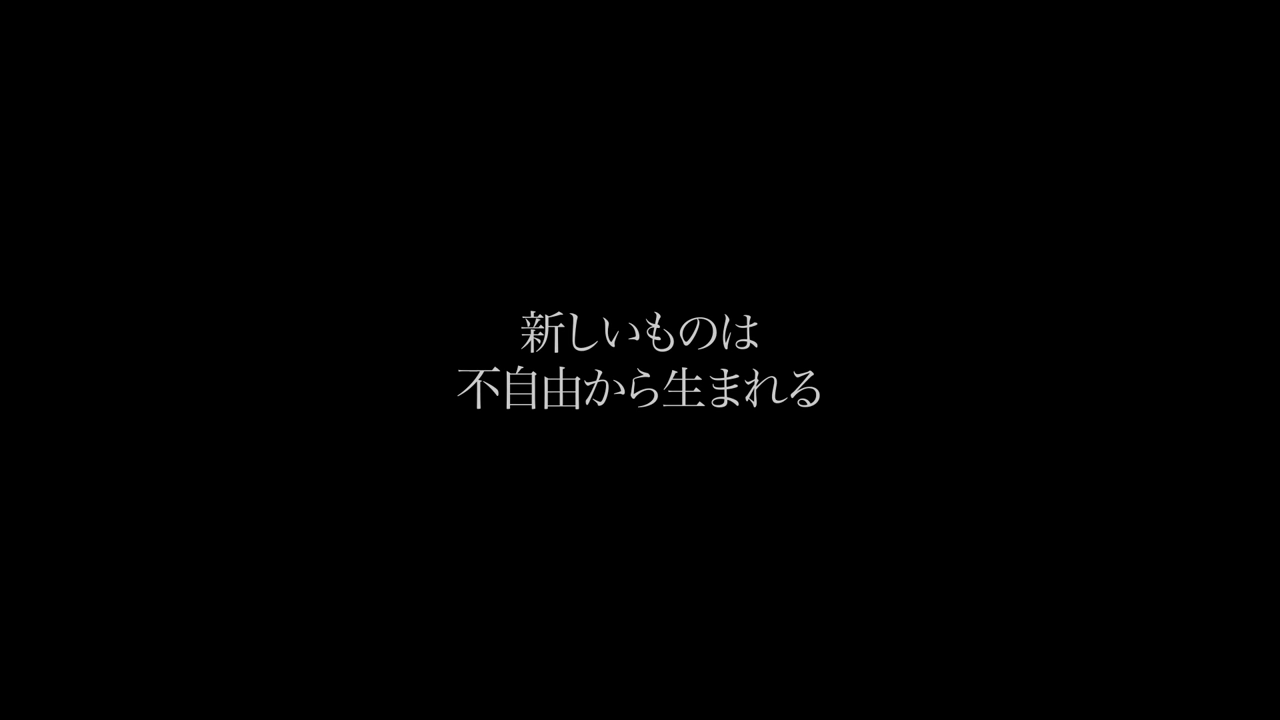 新しいものは
不自由から生まれる